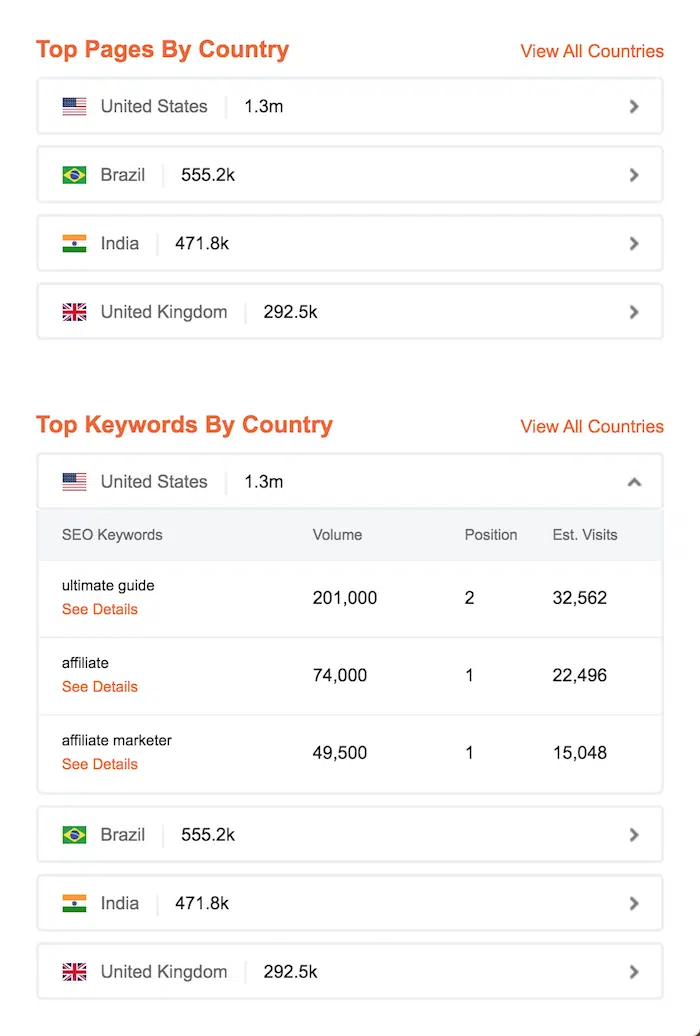 Top Pages By Country View All Countries
United States 1.3m
Brazil 555.2k
India 471.8k
United Kingdom 292.5k
Top Keywords By Country View All Countries
United States 1.3m
SEO Keywords Volume Position Est. Visits
ultimate guide
See Details
201,000 2 32,562
affiliate
See Details
74,000 1 22,496
affiliate marketer
See Details
49,500 1 15,048
Brazil 555.2k
India 471.8k
United Kingdom 292.5k